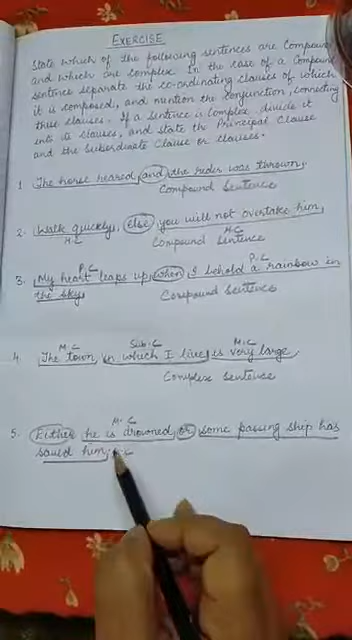 EXERCISE
State which of the following sentences are Compound
and which are complex. In the case of a Compound
sentence separate the co-ordinating clauses of which
it is composed, and mention the conjunction, connecting
these clauses. If a sentence is complex divide it
into its clauses, and state the Principal Clause
and the Subordinate Clause or clauses.
1. The horse reared, and the rider was thrown,
Compound Sentence
2. Walk quickly, else you will not overtake him,
M.C M.C
Compound sentence
P.C P.C
3. My heart leaps up, when I behold a rainbow in
the sky,
Compound Sentence
M.C Sub.C M.C
4. The town, in which I live, is very large,
Complex Sentence
M.C
5. Either he is drowned, or some passing ship has
saved him,